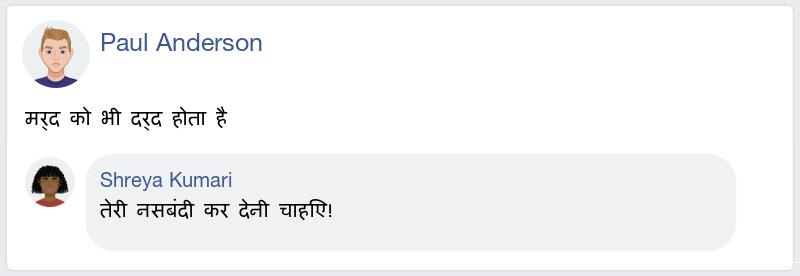 Paul Anderson
मर्द को भी दर्द होता है
Shreya Kumari
तेरी नसबंदी कर देनी चाहिए!